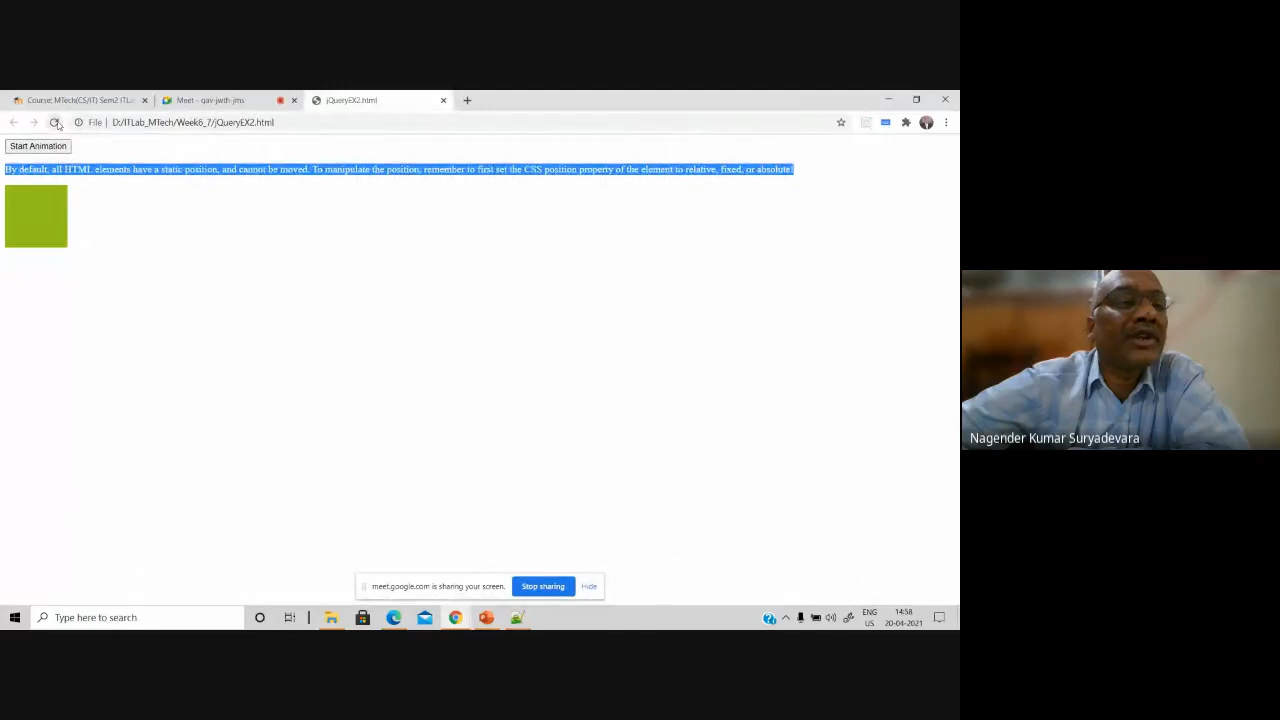 Course: MTech(CS/IT) Sem2 ITLa
Meet - qav-jwth-jms
jQueryEX2.html
File
D:/ITLab_MTech/Week6_7/jQueryEX2.html
Start Animation
By default, all HTML elements have a static position, and cannot be moved. To manipulate the position, remember to first set the CSS position property of the element to relative, fixed, or absolute!
Nagender Kumar Suryadevara
meet.google.com is sharing your screen.
Stop sharing
Hide
Type here to search
ENG
US
14:58
20-04-2021